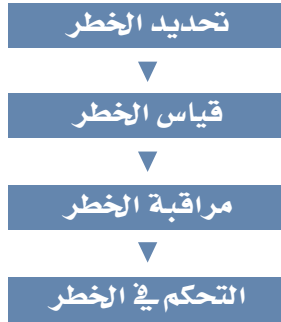 تحديد الخطر
قياس الخطر
مراقبة الخطر
التحكم في الخطر